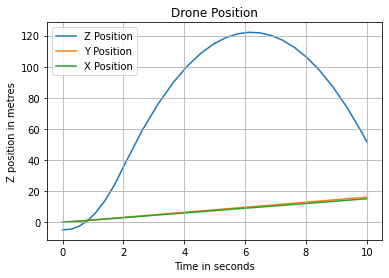 Drone Position
Z Position
Y Position
X Position
Z position in metres
120
100
80
60
40
20
0
0 2 4 6 8 10
Time in seconds